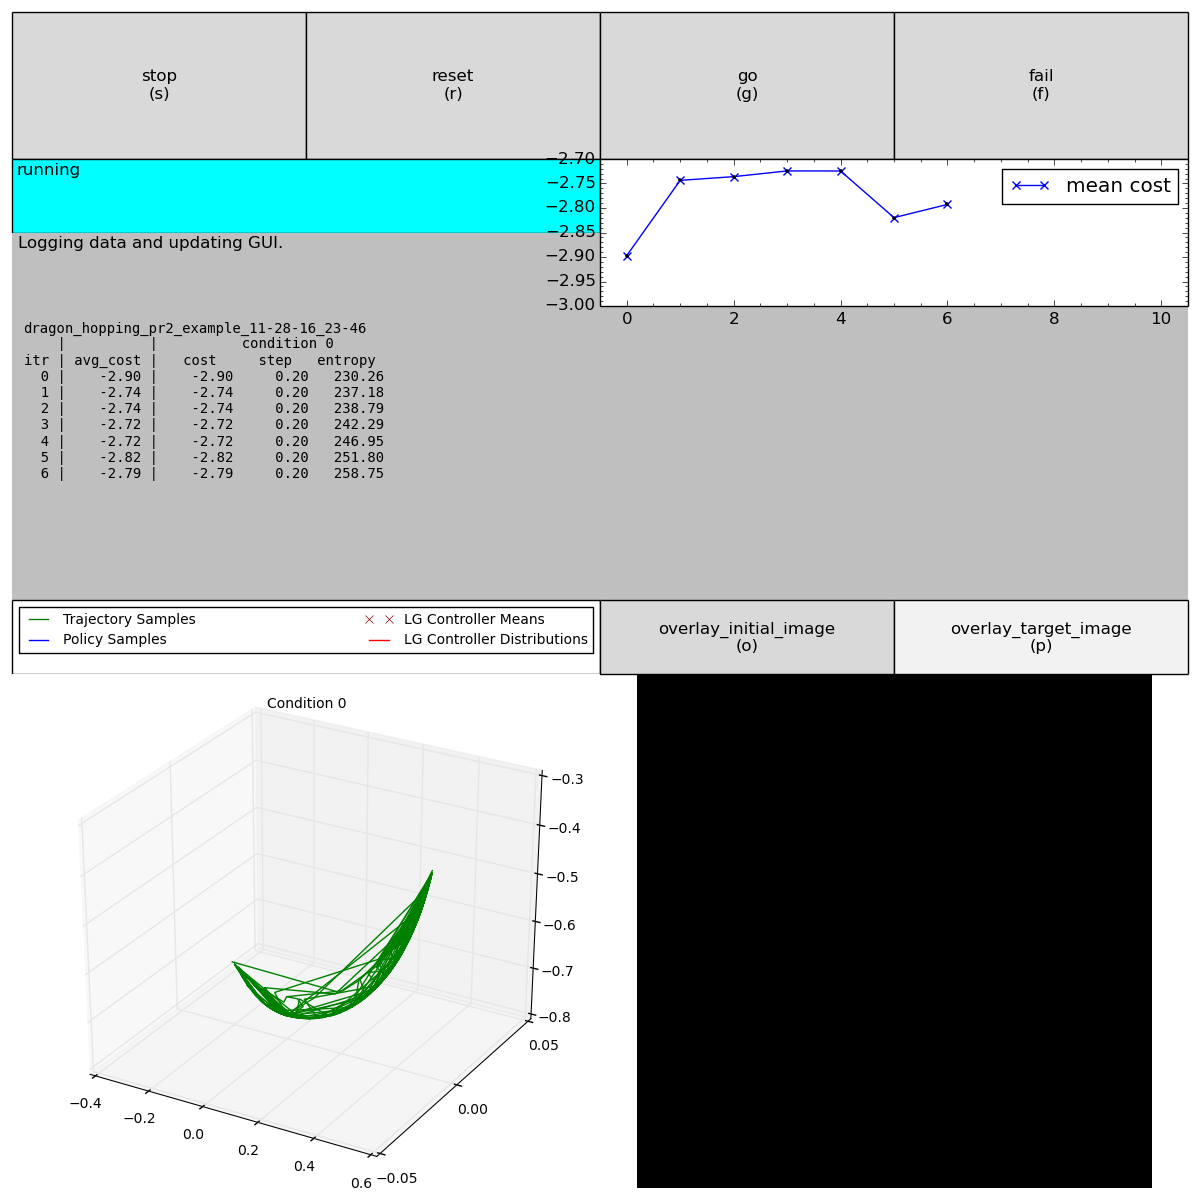 stop
(s)
reset
(r)
go
(g)
fail
(f)
running
Logging data and updating GUI.
−2.70
−2.75
−2.80
−2.85
−2.90
−2.95
−3.00
0 2 4 6 8 10
mean cost
dragon_hopping_pr2_example_11-28-16_23-46
| | condition 0
itr | avg_cost | cost step entropy
0 | -2.90 | -2.90 0.20 230.26
1 | -2.74 | -2.74 0.20 237.18
2 | -2.74 | -2.74 0.20 238.79
3 | -2.72 | -2.72 0.20 242.29
4 | -2.72 | -2.72 0.20 246.95
5 | -2.82 | -2.82 0.20 251.80
6 | -2.79 | -2.79 0.20 258.75
Trajectory Samples
Policy Samples
LG Controller Means
LG Controller Distributions
overlay_initial_image
(o)
overlay_target_image
(p)
Condition 0
−0.3
−0.4
−0.5
−0.6
−0.7
−0.8
0.05
0.00
−0.05
−0.4
−0.2
0.0
0.2
0.4
0.6